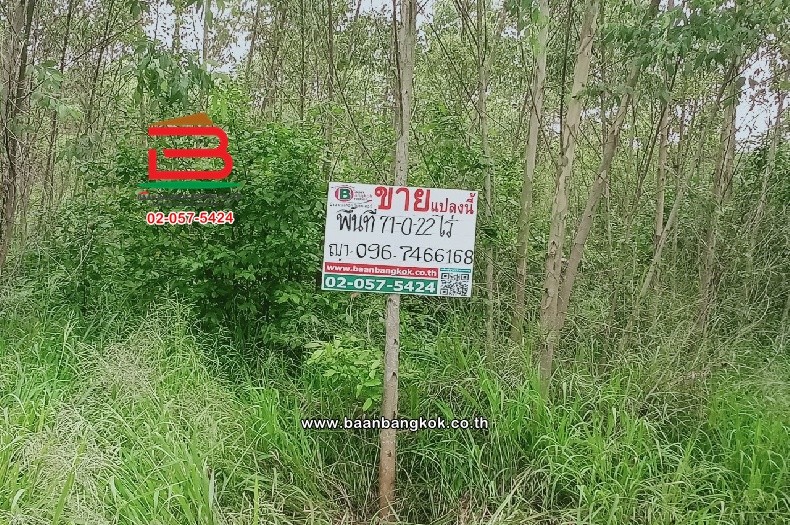 B
02-057-5424
B ขายแปลงนี้
พื้นที่ 71-0-22 ไร่
ญา 096-7466168
www.baanbangkok.co.th
02-057-5424
www.baanbangkok.co.th